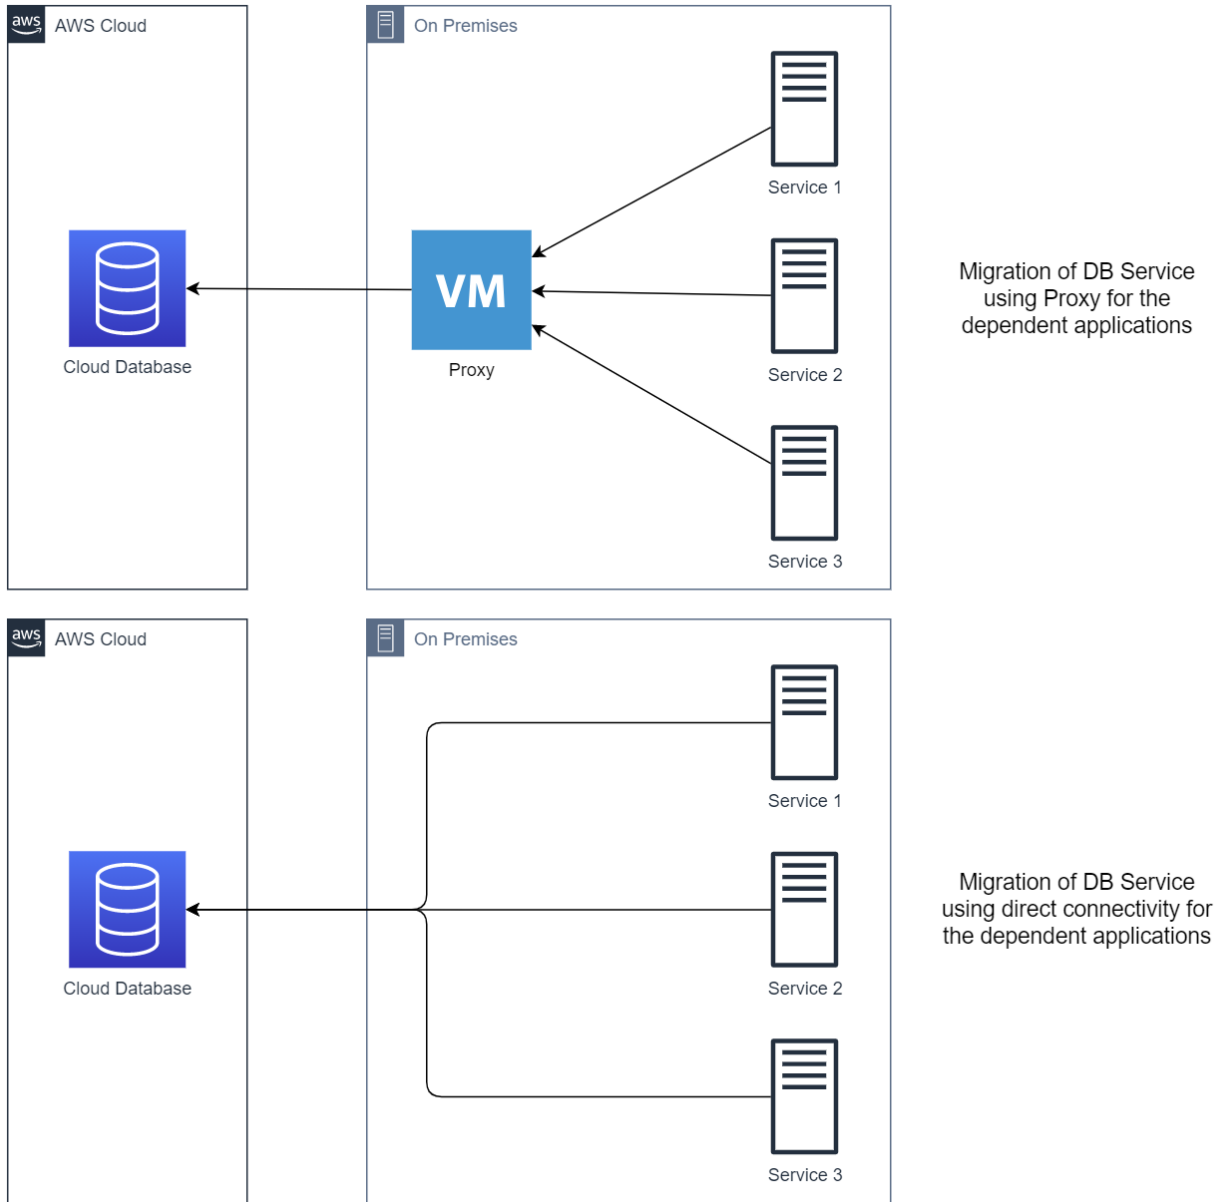 aws AWS Cloud
On Premises
Service 1
Migration of DB Service
using Proxy for the
dependent applications
VM
Cloud Database
Proxy
Service 2
Service 3
aws AWS Cloud
On Premises
Service 1
Migration of DB Service
using direct connectivity for
the dependent applications
Cloud Database
Service 2
Service 3